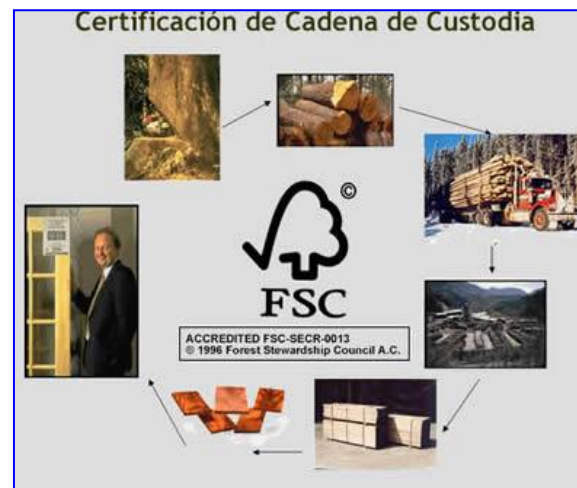 Certificación de Cadena de Custodia
©
FSC
ACCREDITED FSC-SECR-0013
© 1996 Forest Stewardship Council A.C.